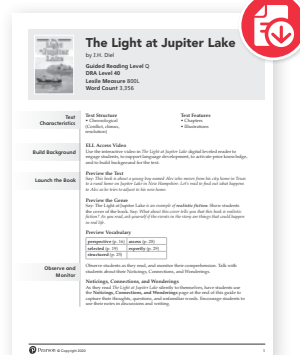 The Light at Jupiter Lake
by J.H. Diel
Guided Reading Level Q
DRA Level 40
Lexile Measure 800L
Word Count 3,356
Text Characteristics
Text Structure
• Chronological
(Conflict, climax,
resolution)
Text Features
• Chapters
• Illustrations
Build Background
ELL Access Video
Use the interactive video in The Light at Jupiter Lake digital leveled reader to
engage students, to support language development, to activate prior knowledge,
and to build background for the text.
Launch the Book
Preview the Text
Say: This book is about a young boy named Alex who moves from his city home in Texas
to a rural home on Jupiter Lake in New Hampshire. Let's read to find out what happens
to Alex as he tries to adjust to his new home.
Preview the Genre
Say: The Light at Jupiter Lake is an example of realistic fiction. Show students
the cover of the book. Say: What about this cover tells you that this book is realistic
fiction? As you read, ask yourself if the events in the story are things that could happen
in real life.
Preview Vocabulary
perspective (p. 16) assess (p. 28)
selected (p. 19) expertly (p. 29)
structured (p. 25)
Observe and Monitor
Observe students as they read, and monitor their comprehension. Talk with
students about their Noticings, Connections, and Wonderings.
Noticings, Connections, and Wonderings
As they read The Light at Jupiter Lake silently to themselves, have students use
the Noticings, Connections, and Wonderings page at the end of this guide to
capture their thoughts, questions, and unfamiliar words. Encourage students to
use their notes in discussions and writing.
Pearson © Copyright 2020
1